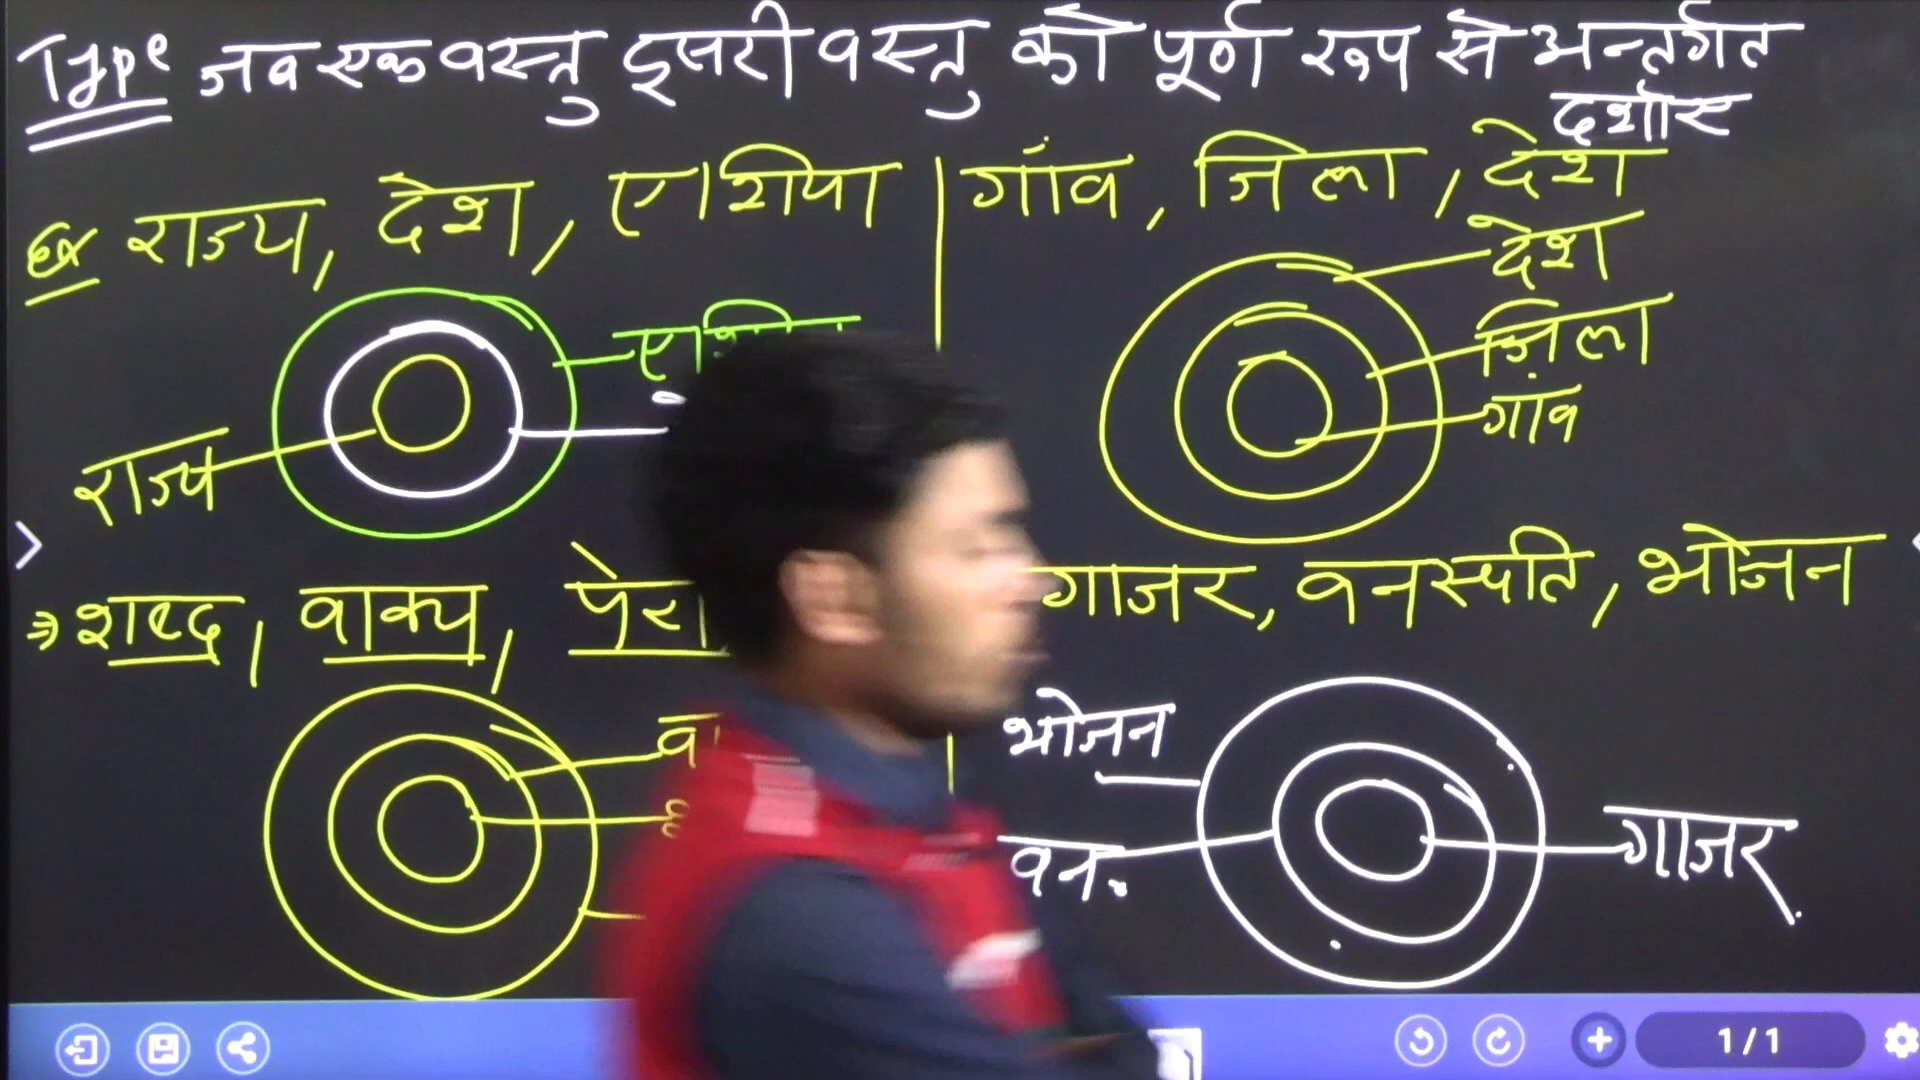 Type जब एक वस्तु दुसरी वस्तु को पूर्ण रूप से अन्तर्गत
दर्शाए
Ex राज्य, देश, एशिया
राज्य
गांव, जिला, देश
देश
जिला
गांव
⇒ शब्द, वाक्य,
गाजर, वनस्पति, भोजन
भोजन
वन.
गाजर
1/1